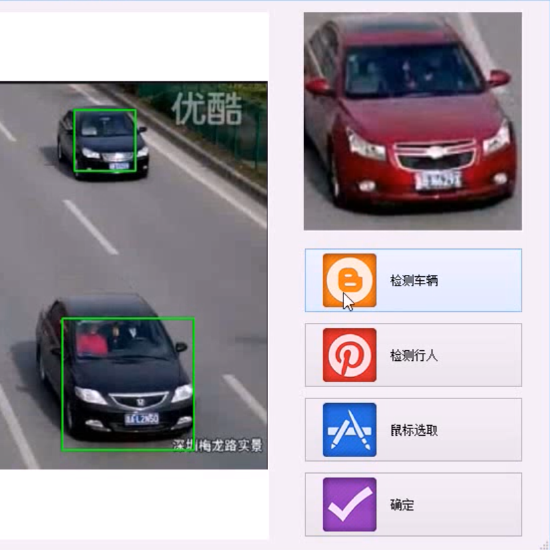 优酷
深圳梅龙路实景
检测车辆
检测行人
鼠标选取
确定